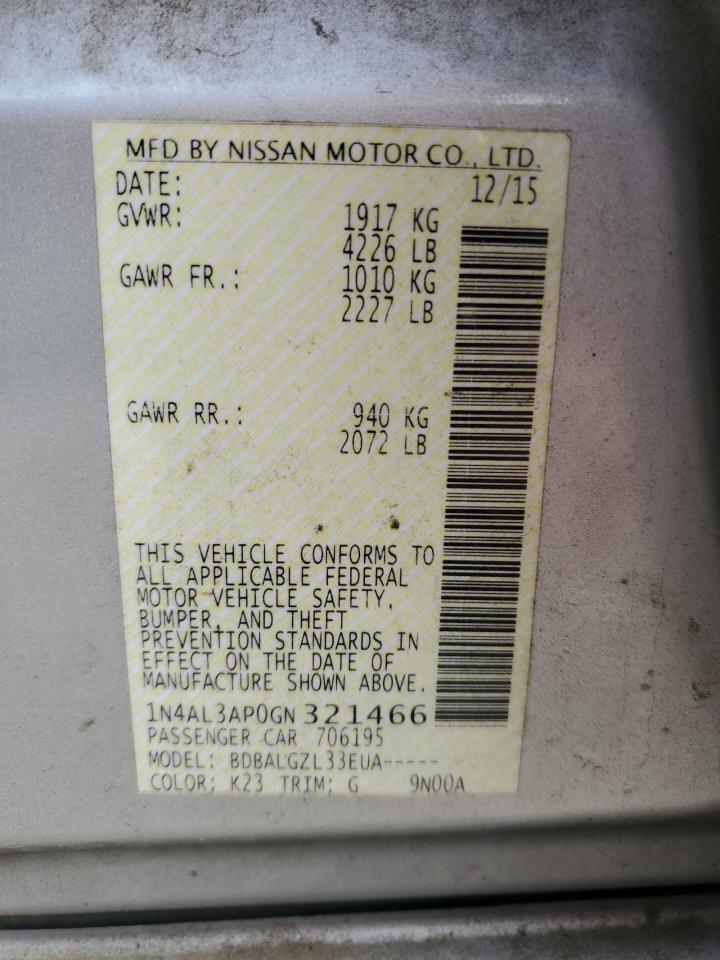 MFD BY NISSAN MOTOR CO., LTD.
DATE: 12/15
GVWR: 1917 KG
4226 LB
GAWR FR.: 1010 KG
2227 LB
GAWR RR.: 940 KG
2072 LB
THIS VEHICLE CONFORMS TO
ALL APPLICABLE FEDERAL
MOTOR VEHICLE SAFETY,
BUMPER, AND THEFT
PREVENTION STANDARDS IN
EFFECT ON THE DATE OF
MANUFACTURE SHOWN ABOVE.
1N4AL3AP0GN321466
PASSENGER CAR 706195
MODEL: BDBALGZL33EUA-----
COLOR: K23 TRIM: G 9N00A